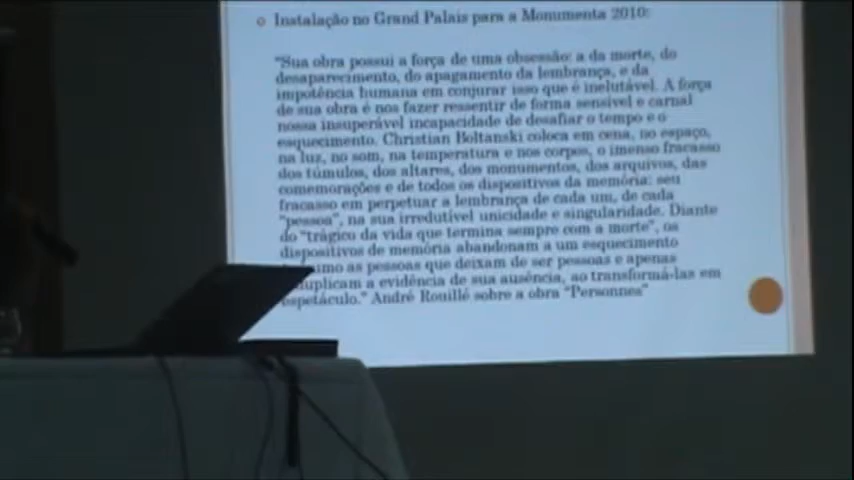 Instalação no Grand Palais para a Monumenta 2010:
"Sua obra possui a força de uma obsessão: a da morte, do
desaparecimento, do apagamento da lembrança, e da
impotência humana em conjurar isso que é inelutável. A força
de sua obra é nos fazer ressentir de forma sensível e carnal
nossa insuperável incapacidade de desafiar o tempo e o
esquecimento. Christian Boltanski coloca em cena, no espaço,
na luz, no som, na temperatura e nos corpos, o imenso fracasso
dos túmulos, dos altares, dos monumentos, dos arquivos, das
comemorações e de todos os dispositivos da memória: seu
fracasso em perpetuar a lembrança de cada um, de cada
"pessoa", na sua irredutível unicidade e singularidade. Diante
do "trágico da vida que termina sempre com a morte", os
dispositivos de memória abandonam a um esquecimento
as pessoas que deixam de ser pessoas e apenas
a evidência de sua ausência, ao transformá-las em
espetáculo." André Rouillé sobre a obra "Personnes"